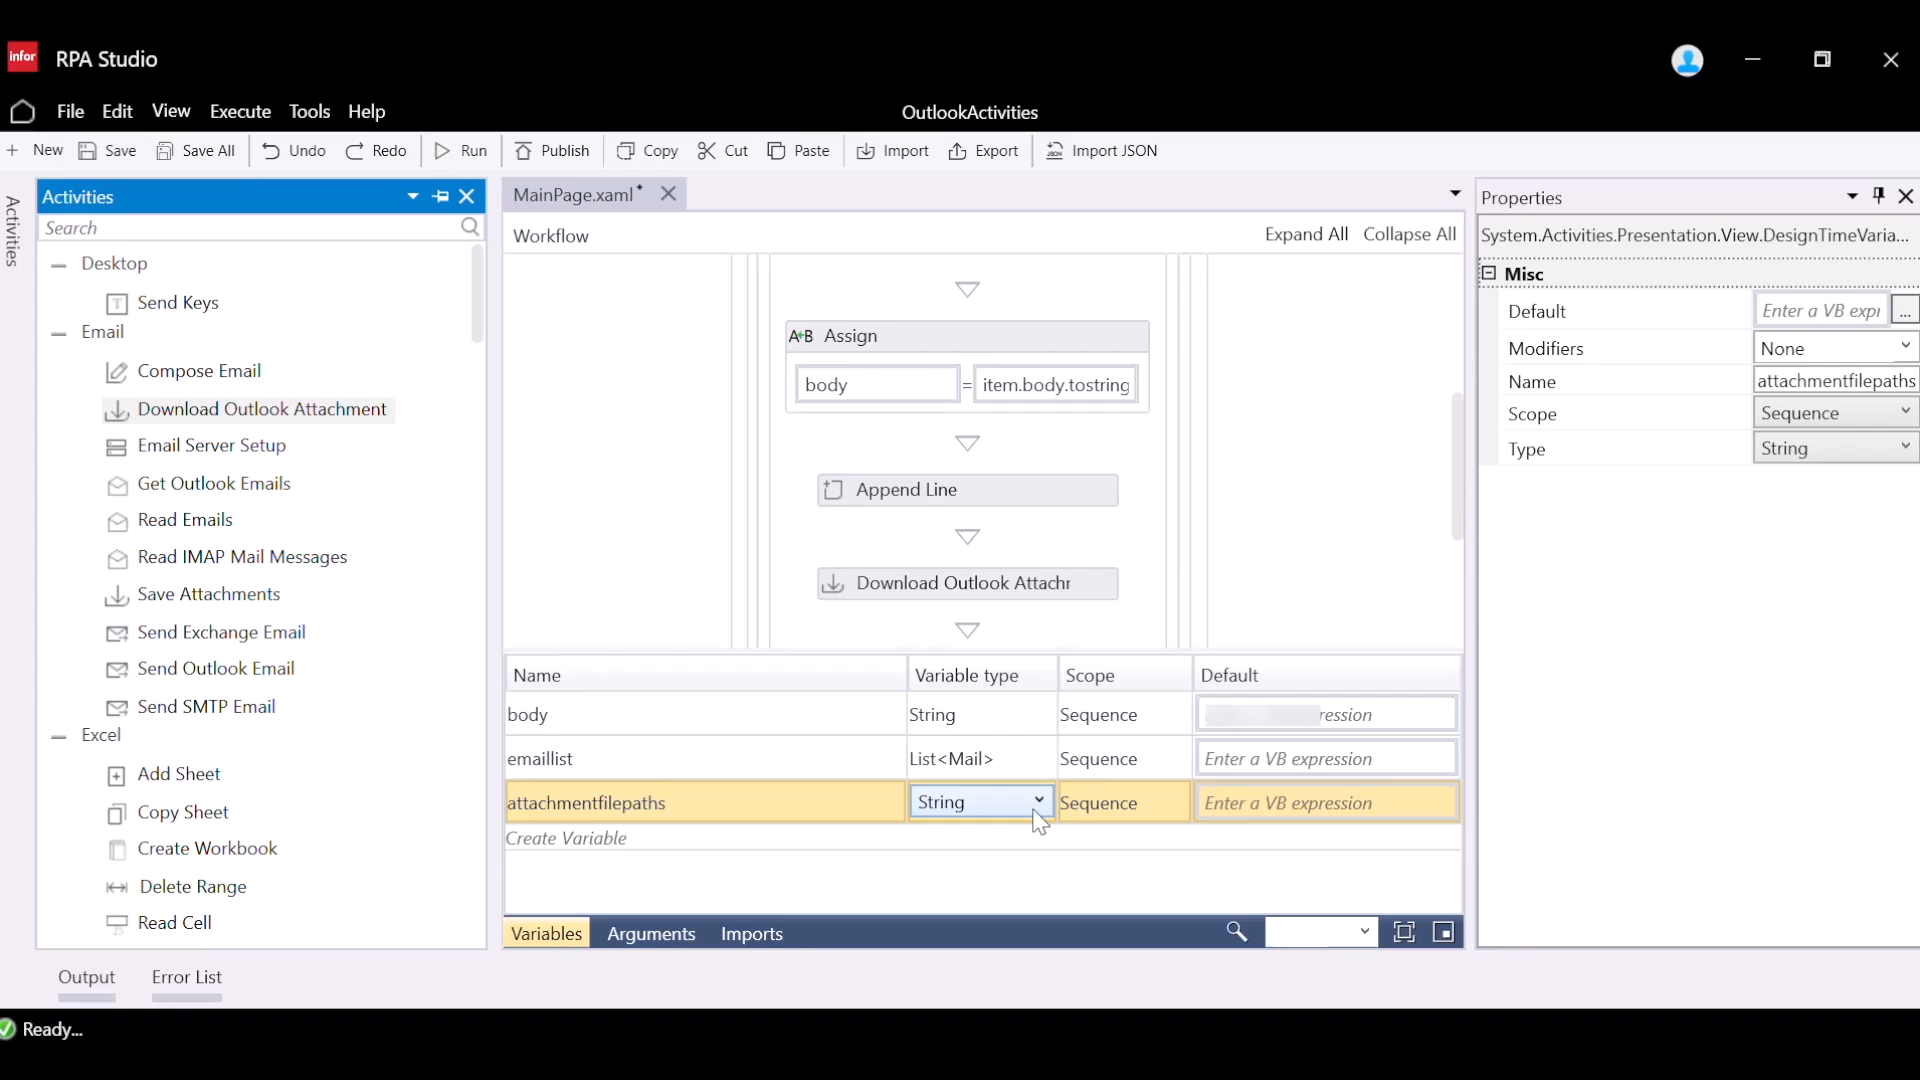 infor RPA Studio
File Edit View Execute Tools Help
OutlookActivities
New Save Save All Undo Redo Run Publish Copy Cut Paste Import Export JSON Import JSON
Activities
Activities
Search
Desktop
Send Keys
Email
Compose Email
Download Outlook Attachment
Email Server Setup
Get Outlook Emails
Read Emails
Read IMAP Mail Messages
Save Attachments
Send Exchange Email
Send Outlook Email
Send SMTP Email
Excel
Add Sheet
Copy Sheet
Create Workbook
Delete Range
Read Cell
MainPage.xaml*
Workflow Expand All Collapse All
A B Assign
body = item.body.tostring
Append Line
Download Outlook Attachr
Name Variable type Scope Default
body String Sequence ression
emaillist List<Mail> Sequence Enter a VB expression
attachmentfilepaths String Sequence Enter a VB expression
Create Variable
Variables Arguments Imports
Properties
System.Activities.Presentation.View.DesignTimeVaria...
Misc
Default Enter a VB expr ...
Modifiers None
Name attachmentfilepaths
Scope Sequence
Type String
Output Error List
Ready...